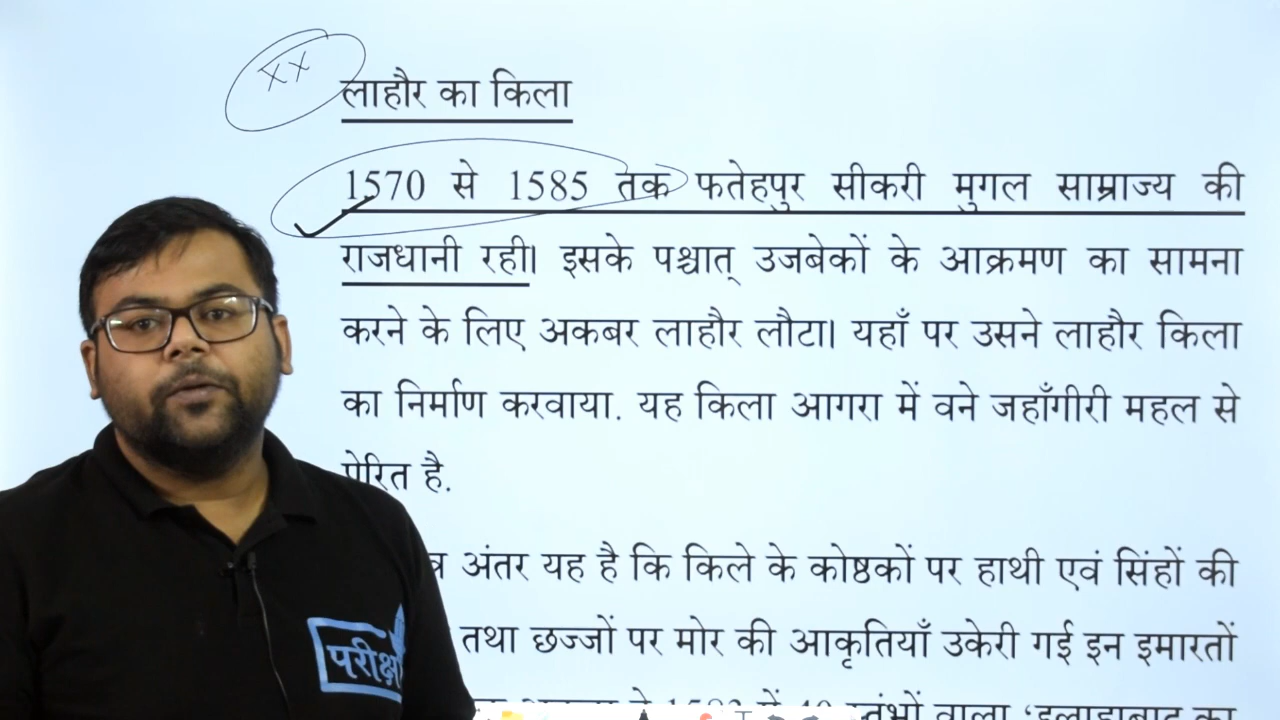 XX
लाहौर का किला
1570 से 1585 तक फतेहपुर सीकरी मुगल साम्राज्य की
राजधानी रही। इसके पश्चात् उजबेकों के आक्रमण का सामना
करने के लिए अकबर लाहौर लौटा। यहाँ पर उसने लाहौर किला
का निर्माण करवाया. यह किला आगरा में वने जहाँगीरी महल से
प्रेरित है.
अंतर यह है कि किले के कोष्ठकों पर हाथी एवं सिंहों की
तथा छज्जों पर मोर की आकृतियाँ उकेरी गई इन इमारतों
में 40 स्तंभों वाला ‘इलाहाबाद का
परीक्ष